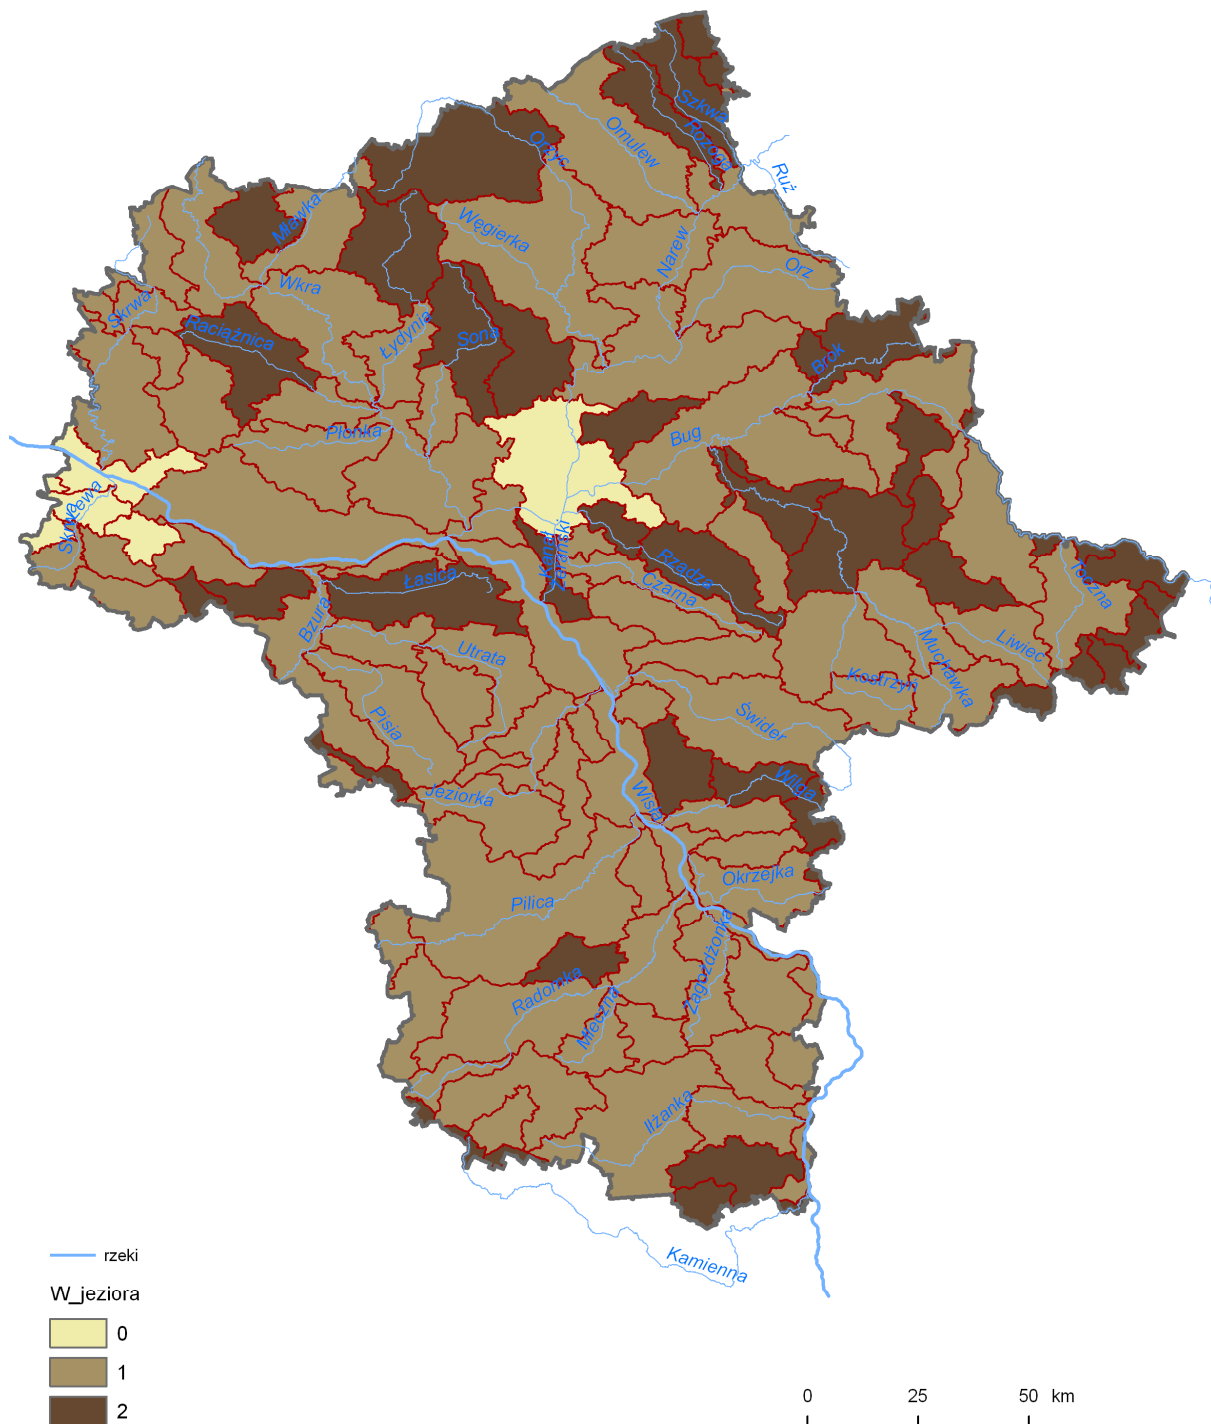 Szkwa
Rozoga
Omulew
Orzyc
Ruż
Mławka
Węgierka
Narew
Orz
Wkra
Skrwa
Raciążnica
Łydynia
Sona
Brok
Płonka
Bug
Skrwa
Lewa
Kanał
Żerański
Rządza
Czarna
Łasica
Toczna
Bzura
Utrata
Muchawka
Liwiec
Kostrzyń
Pisia
Świder
Wilga
Jeziorka
Wisła
Okrzejka
Pilica
Zagożdżonka
Radomka
Mleczna
Iłżanka
Kamienna
rzeki
W_jeziora
0
1
2
0 25 50 km